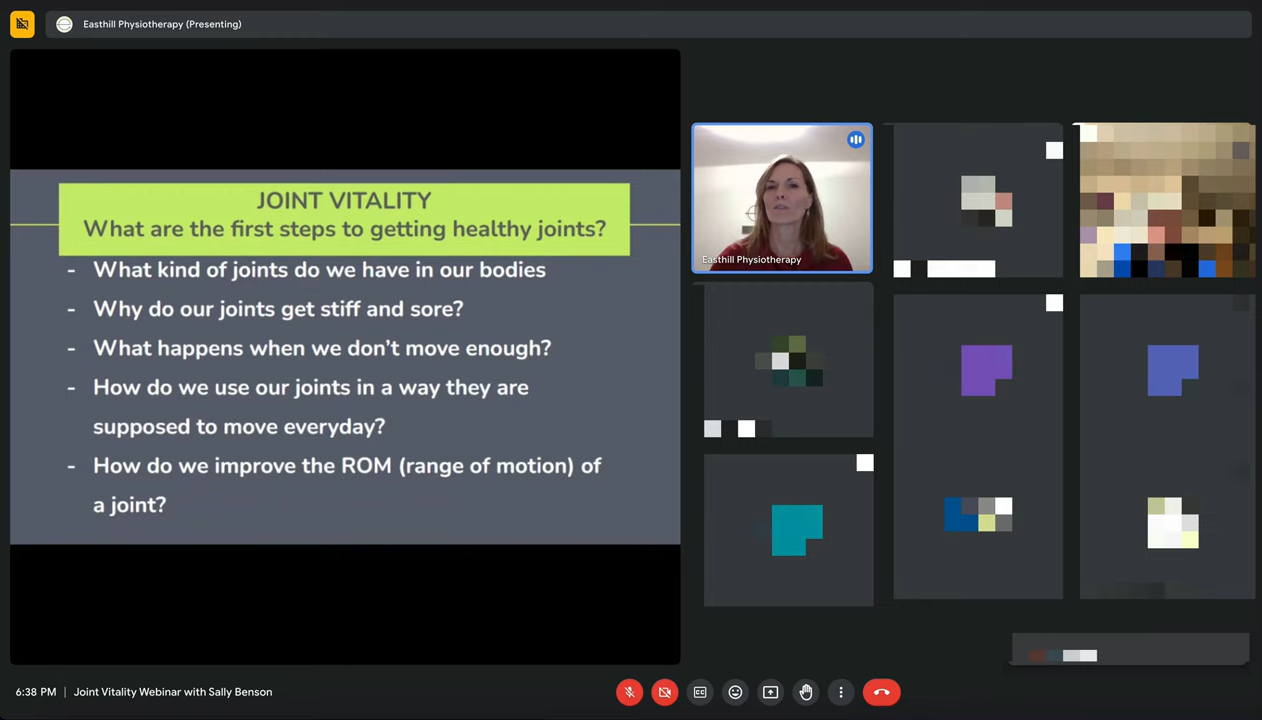 Easthill Physiotherapy (Presenting)
JOINT VITALITY
What are the first steps to getting healthy joints?
- What kind of joints do we have in our bodies
- Why do our joints get stiff and sore?
- What happens when we don't move enough?
- How do we use our joints in a way they are
supposed to move everyday?
- How do we improve the ROM (range of motion) of
a joint?
Easthill Physiotherapy
6:38 PM | Joint Vitality Webinar with Sally Benson
CC